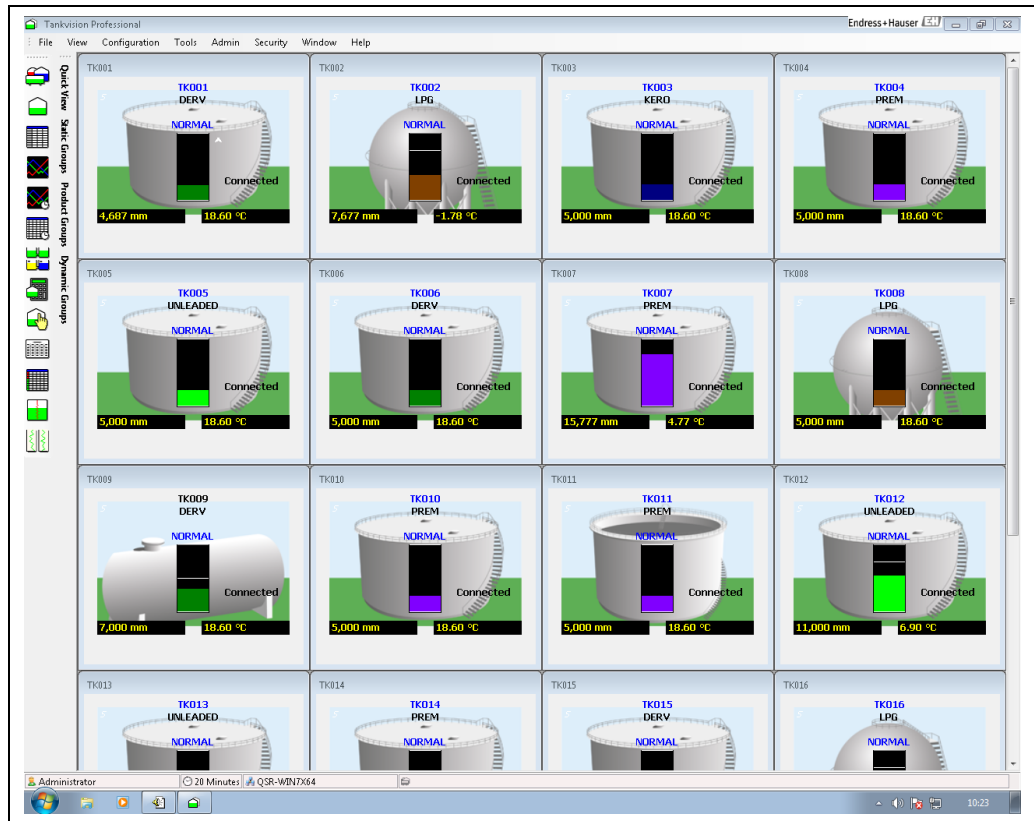 Tankvision Professional
Endress+Hauser EH
File View Configuration Tools Admin Security Window Help
Quick View
Static Groups
Product Groups
Dynamic Groups
TK001
TK001
DERV
NORMAL
Connected
4,687 mm 18.60 °C
TK002
TK002
LPG
NORMAL
Connected
7,677 mm -1.78 °C
TK003
TK003
KERO
NORMAL
Connected
5,000 mm 18.60 °C
TK004
TK004
PREM
NORMAL
Connected
5,000 mm 18.60 °C
TK005
TK005
UNLEADED
NORMAL
Connected
5,000 mm 18.60 °C
TK006
TK006
DERV
NORMAL
Connected
5,000 mm 18.60 °C
TK007
TK007
PREM
NORMAL
Connected
15,777 mm 4.77 °C
TK008
TK008
LPG
NORMAL
Connected
5,000 mm 18.60 °C
TK009
TK009
DERV
NORMAL
Connected
7,000 mm 18.60 °C
TK010
TK010
PREM
NORMAL
Connected
5,000 mm 18.60 °C
TK011
TK011
PREM
NORMAL
Connected
5,000 mm 18.60 °C
TK012
TK012
UNLEADED
NORMAL
Connected
11,000 mm 6.90 °C
TK013
TK013
UNLEADED
NORMAL
TK014
TK014
PREM
NORMAL
TK015
TK015
DERV
NORMAL
TK016
TK016
LPG
NORMAL
Administrator 20 Minutes QSR-WIN7X64
10:23